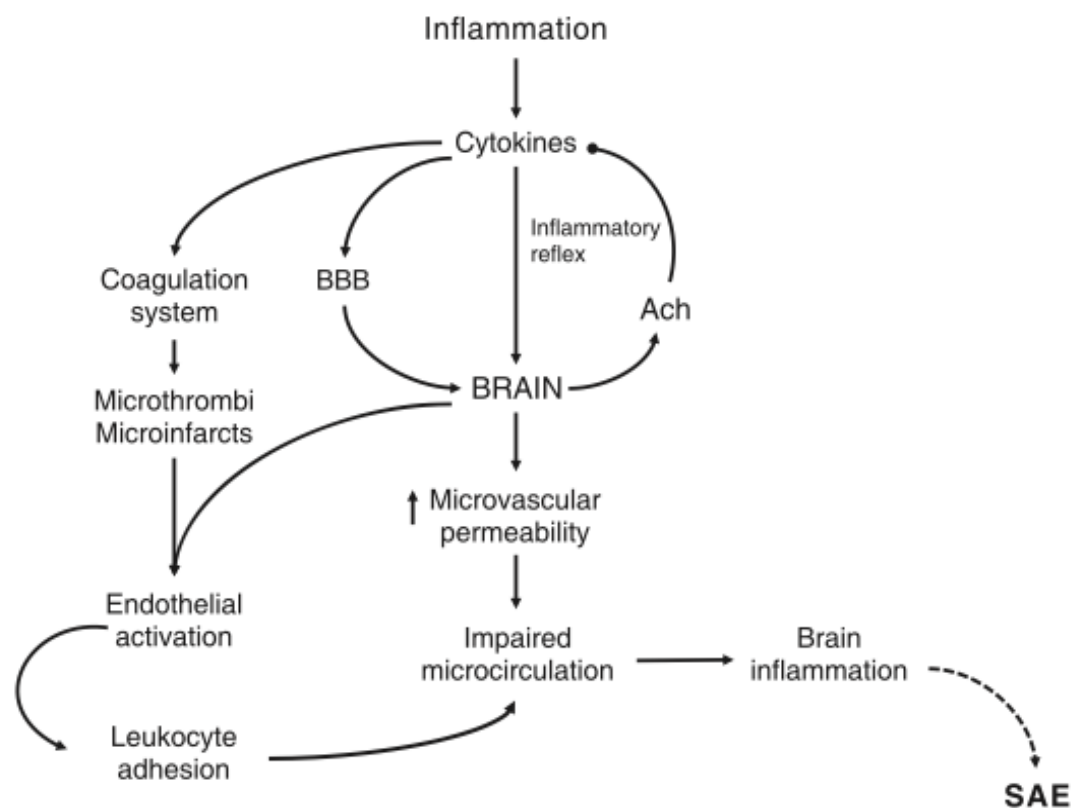 Inflammation
Cytokines
Inflammatory
reflex
Coagulation
system
BBB
Ach
BRAIN
Microthrombi
Microinfarcts
Microvascular
permeability
Endothelial
activation
Impaired
microcirculation
Brain
inflammation
Leukocyte
adhesion
SAE